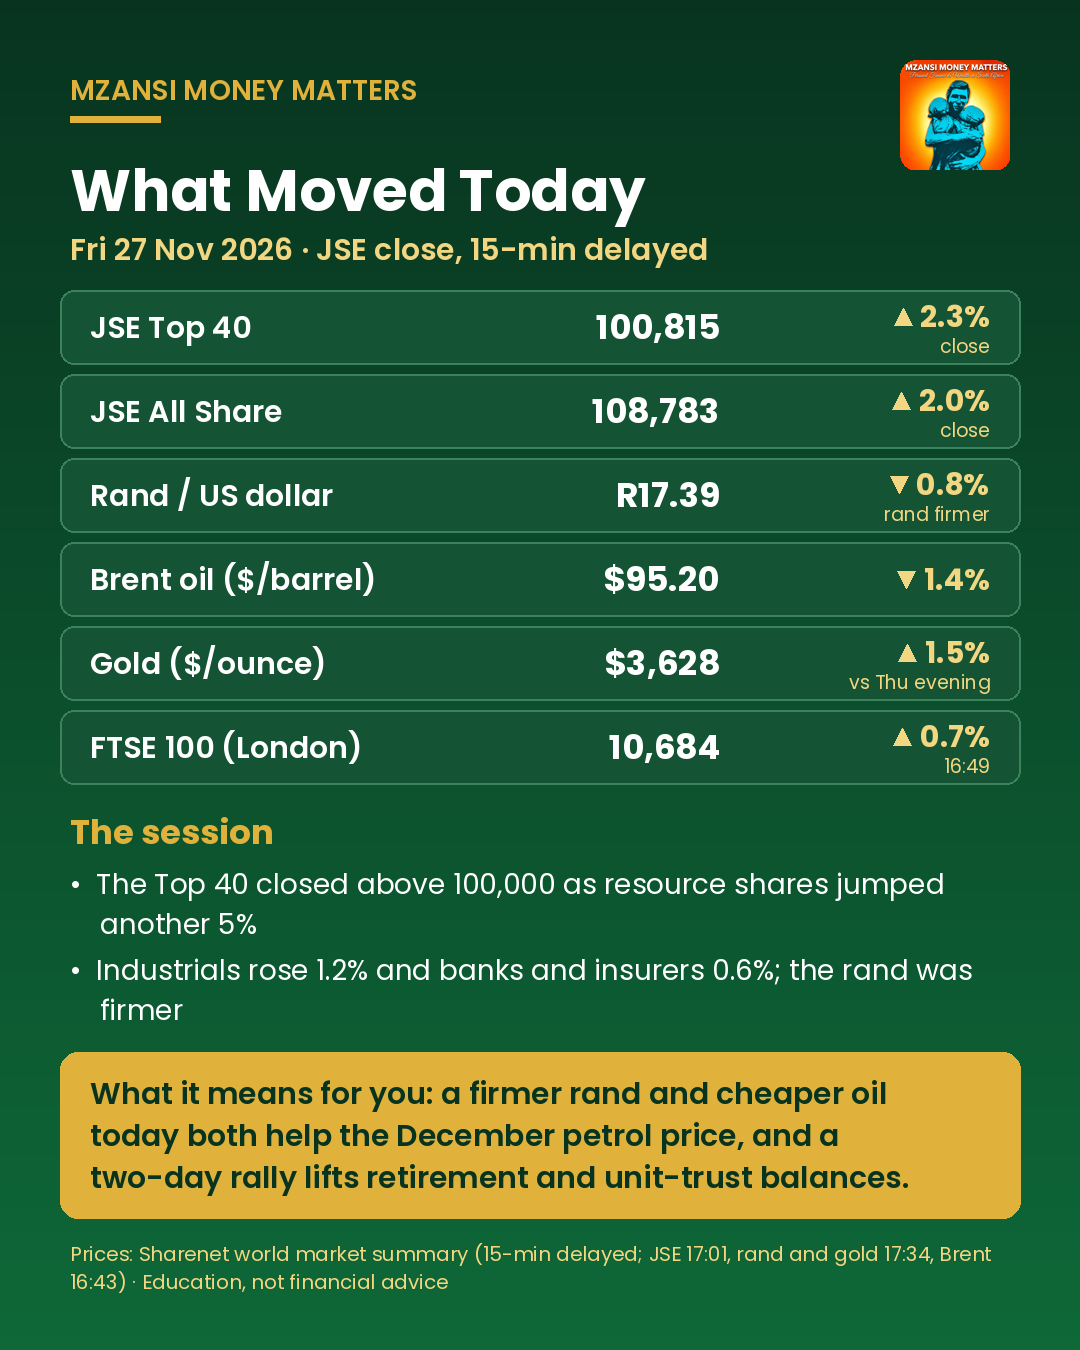 MZANSI MONEY MATTERS
MZANSI MONEY MATTERS
What Moved Today
Fri 27 Nov 2026 · JSE close, 15-min delayed
JSE Top 40 100,815 ▲ 2.3%
close
JSE All Share 108,783 ▲ 2.0%
close
Rand / US dollar R17.39 ▼ 0.8%
rand firmer
Brent oil ($/barrel) $95.20 ▼ 1.4%
Gold ($/ounce) $3,628 ▲ 1.5%
vs Thu evening
FTSE 100 (London) 10,684 ▲ 0.7%
16:49
The session
• The Top 40 closed above 100,000 as resource shares jumped
another 5%
• Industrials rose 1.2% and banks and insurers 0.6%; the rand was
firmer
What it means for you: a firmer rand and cheaper oil
today both help the December petrol price, and a
two-day rally lifts retirement and unit-trust balances.
Prices: Sharenet world market summary (15-min delayed; JSE 17:01, rand and gold 17:34, Brent
16:43) · Education, not financial advice